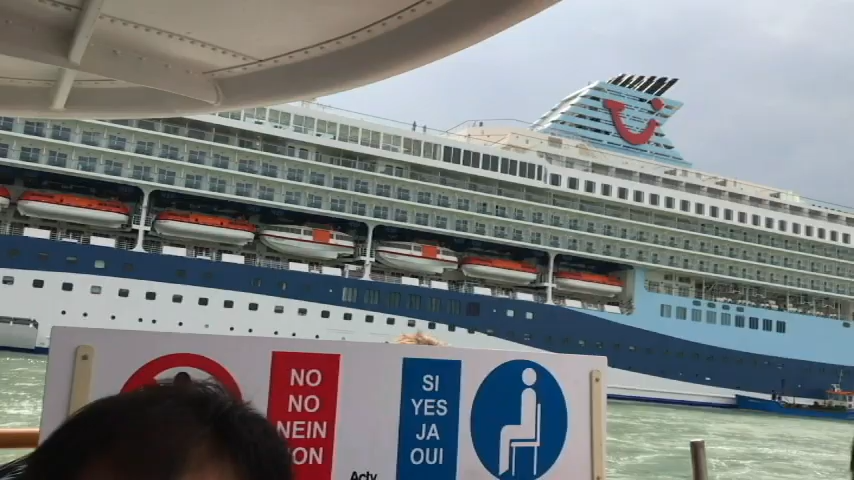 NO
NO
NEIN
NON
SI
YES
JA
OUI
Actv